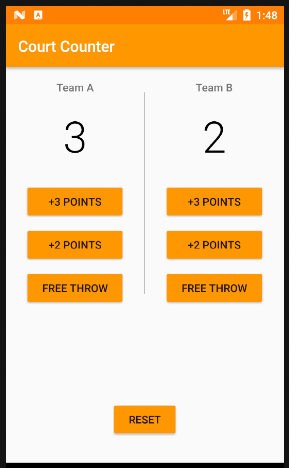 LTE 1:48
Court Counter
Team A
Team B
3
2
+3 POINTS
+3 POINTS
+2 POINTS
+2 POINTS
FREE THROW
FREE THROW
RESET